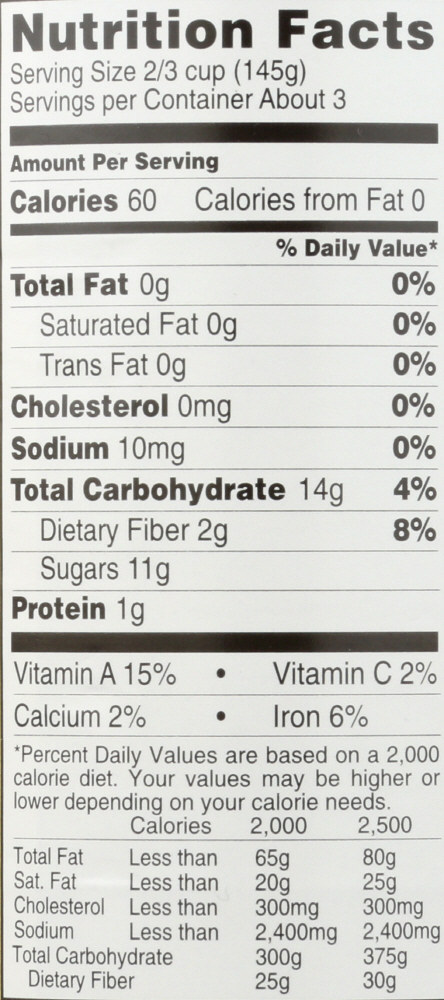 Nutrition Facts
Serving Size 2/3 cup (145g)
Servings per Container About 3
Amount Per Serving
Calories 60 Calories from Fat 0
% Daily Value*
Total Fat 0g 0%
Saturated Fat 0g 0%
Trans Fat 0g 0%
Cholesterol 0mg 0%
Sodium 10mg 0%
Total Carbohydrate 14g 4%
Dietary Fiber 2g 8%
Sugars 11g
Protein 1g
Vitamin A 15% • Vitamin C 2%
Calcium 2% • Iron 6%
*Percent Daily Values are based on a 2,000
calorie diet. Your values may be higher or
lower depending on your calorie needs.
Calories 2,000 2,500
Total Fat Less than 65g 80g
Sat. Fat Less than 20g 25g
Cholesterol Less than 300mg 300mg
Sodium Less than 2,400mg 2,400mg
Total Carbohydrate 300g 375g
Dietary Fiber 25g 30g